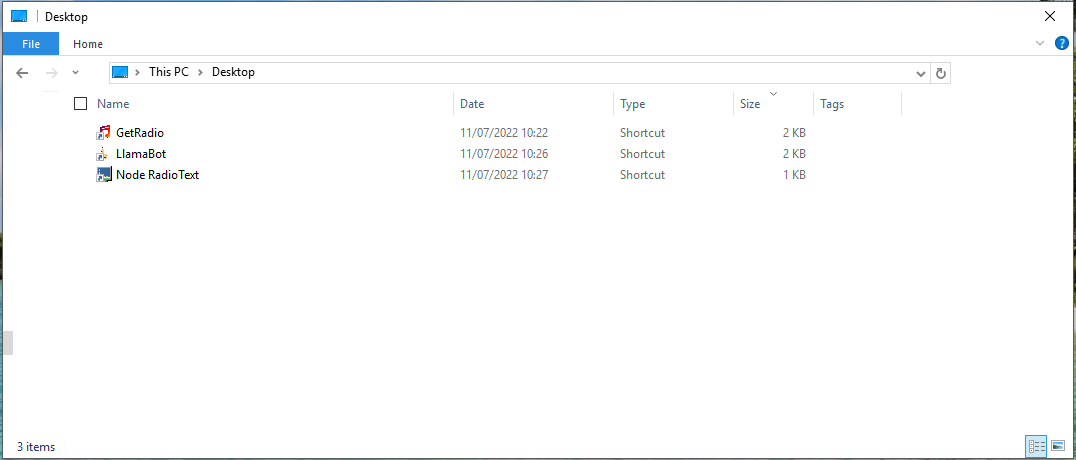 Desktop
File Home
This PC Desktop
Name Date Type Size Tags
GetRadio 11/07/2022 10:22 Shortcut 2 KB
LlamaBot 11/07/2022 10:26 Shortcut 2 KB
Node RadioText 11/07/2022 10:27 Shortcut 1 KB
3 items